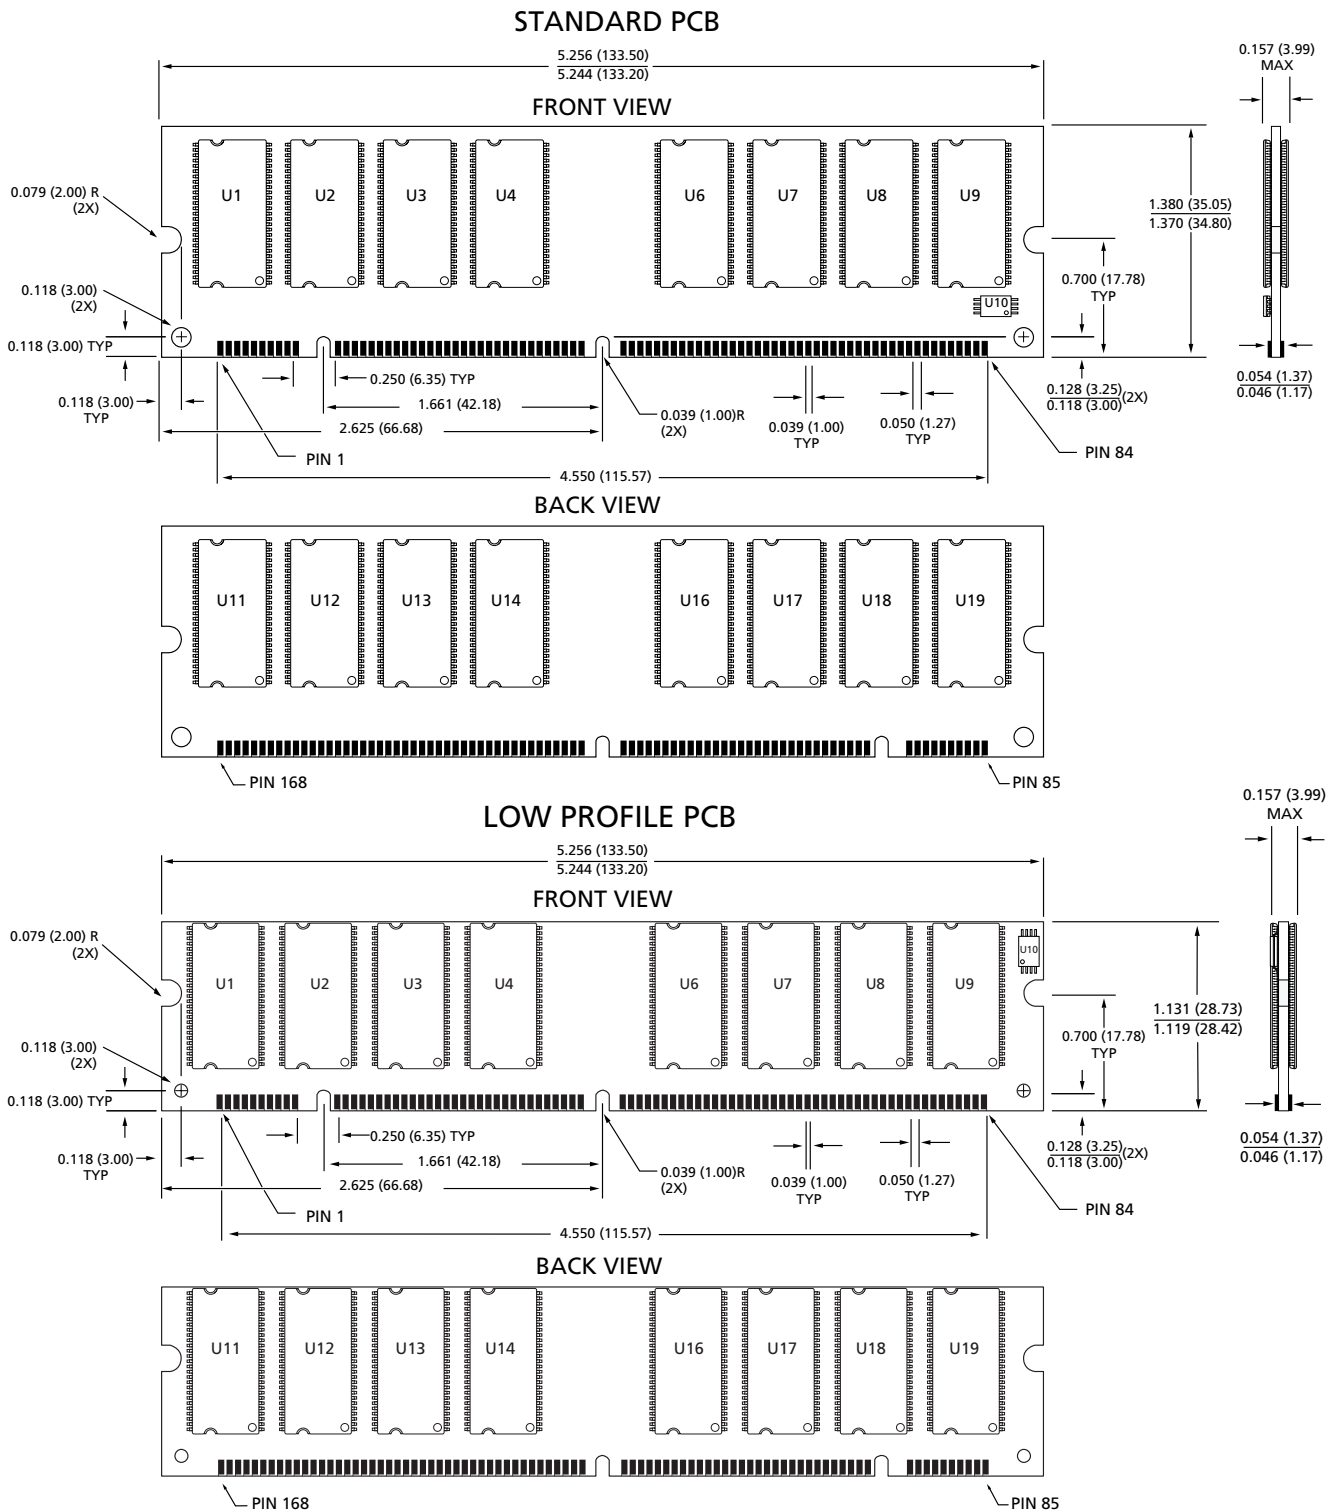 STANDARD PCB
5.256 (133.50)
5.244 (133.20)
0.157 (3.99)
MAX
FRONT VIEW
U1
U2
U3
U4
U6
U7
U8
U9
0.079 (2.00) R
(2X)
1.380 (35.05)
1.370 (34.80)
0.700 (17.78)
TYP
0.118 (3.00)
(2X)
U10
0.118 (3.00) TYP
0.118 (3.00)
TYP
0.250 (6.35) TYP
1.661 (42.18)
2.625 (66.68)
0.039 (1.00)R
(2X)
0.039 (1.00)
TYP
0.050 (1.27)
TYP
0.128 (3.25)
0.118 (3.00)
(2X)
0.054 (1.37)
0.046 (1.17)
PIN 1
PIN 84
4.550 (115.57)
BACK VIEW
U11
U12
U13
U14
U16
U17
U18
U19
PIN 168
PIN 85
LOW PROFILE PCB
5.256 (133.50)
5.244 (133.20)
0.157 (3.99)
MAX
FRONT VIEW
0.079 (2.00) R
(2X)
U1
U2
U3
U4
U6
U7
U8
U9
U10
1.131 (28.73)
1.119 (28.42)
0.700 (17.78)
TYP
0.118 (3.00)
(2X)
0.118 (3.00) TYP
0.118 (3.00)
TYP
0.250 (6.35) TYP
1.661 (42.18)
2.625 (66.68)
0.039 (1.00)R
(2X)
0.039 (1.00)
TYP
0.050 (1.27)
TYP
0.128 (3.25)
0.118 (3.00)
(2X)
0.054 (1.37)
0.046 (1.17)
PIN 1
PIN 84
4.550 (115.57)
BACK VIEW
U11
U12
U13
U14
U16
U17
U18
U19
PIN 168
PIN 85